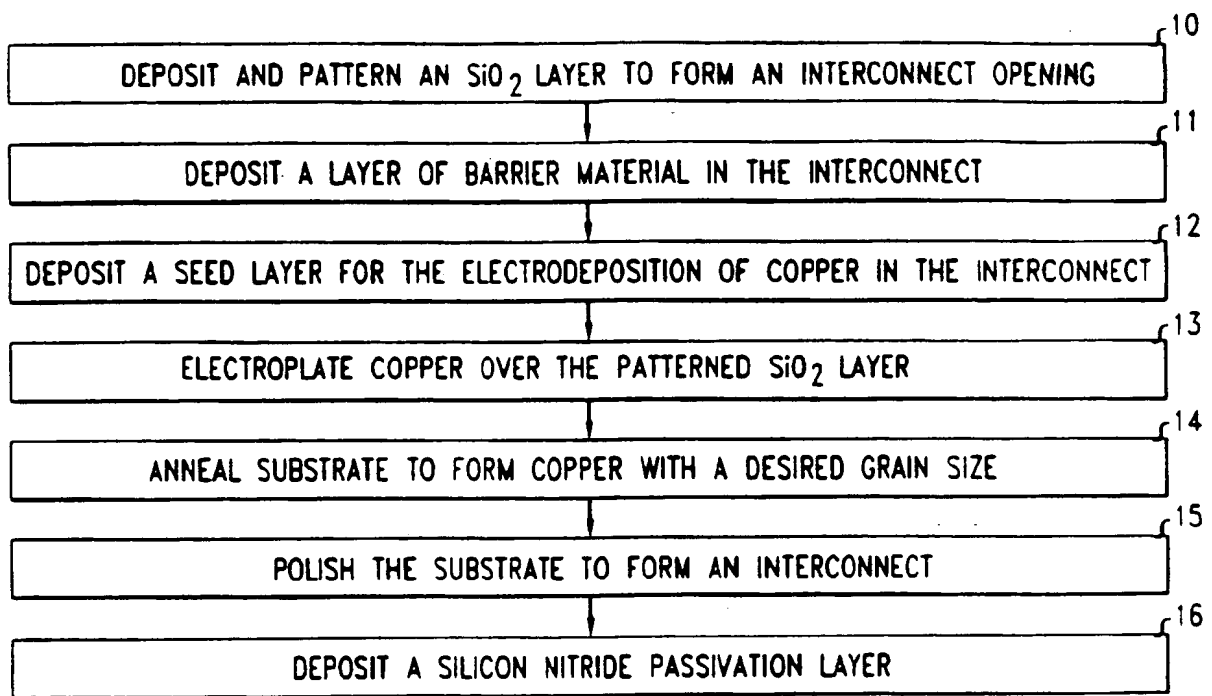 10
DEPOSIT AND PATTERN AN SiO2 LAYER TO FORM AN INTERCONNECT OPENING
11
DEPOSIT A LAYER OF BARRIER MATERIAL IN THE INTERCONNECT
12
DEPOSIT A SEED LAYER FOR THE ELECTRODEPOSITION OF COPPER IN THE INTERCONNECT
13
ELECTROPLATE COPPER OVER THE PATTERNED SiO2 LAYER
14
ANNEAL SUBSTRATE TO FORM COPPER WITH A DESIRED GRAIN SIZE
15
POLISH THE SUBSTRATE TO FORM AN INTERCONNECT
16
DEPOSIT A SILICON NITRIDE PASSIVATION LAYER